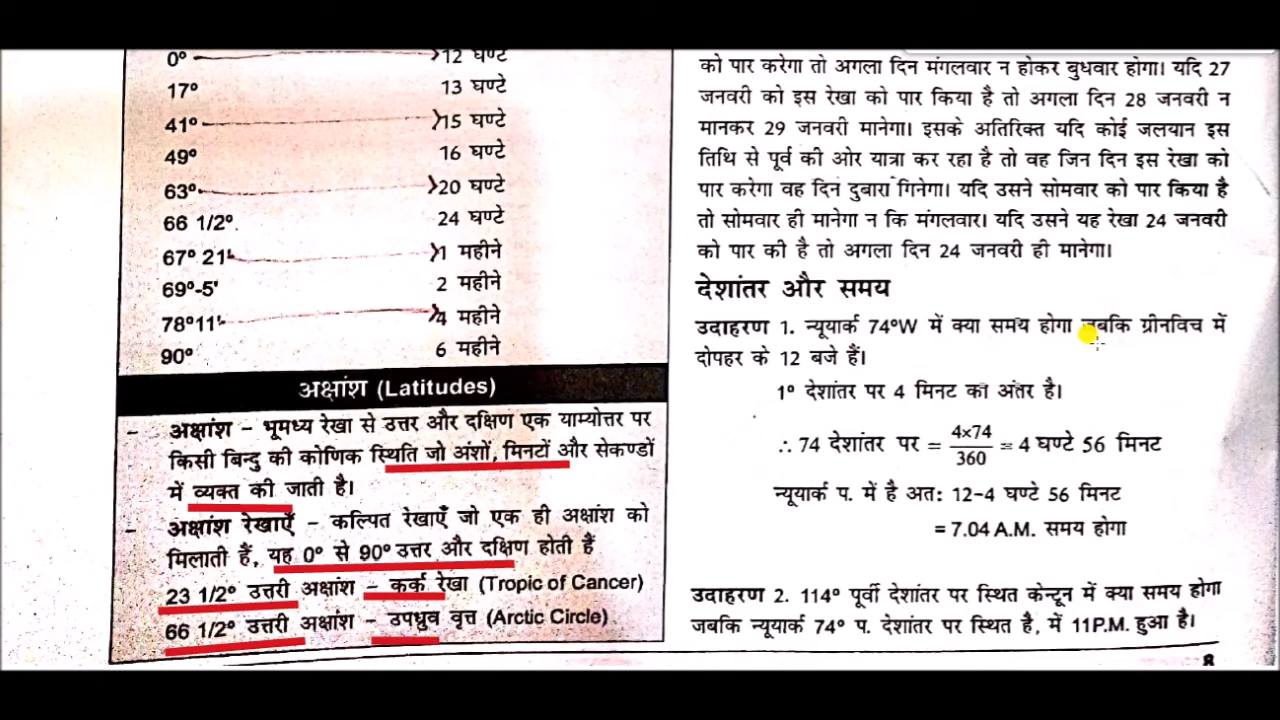 0° 12 घण्टे
17° 13 घण्टे
41° 15 घण्टे
49° 16 घण्टे
63° 20 घण्टे
66 1/2° 24 घण्टे
67° 21' 1 महीने
69°-5' 2 महीने
78°11' 4 महीने
90° 6 महीने
अक्षांश (Latitudes)
- अक्षांश – भूमध्य रेखा से उत्तर और दक्षिण एक याम्योत्तर पर
किसी बिन्दु की कोणिक स्थिति जो अंशों, मिनटों और सेकण्डों
में व्यक्त की जाती है।
- अक्षांश रेखाएँ – कल्पित रेखाएँ जो एक ही अक्षांश को
मिलाती हैं, यह 0° से 90° उत्तर और दक्षिण होती हैं
23 1/2° उत्तरी अक्षांश – कर्क रेखा (Tropic of Cancer)
66 1/2° उत्तरी अक्षांश – उपध्रुव वृत्त (Arctic Circle)
को पार करेगा तो अगला दिन मंगलवार न होकर बुधवार होगा। यदि 27
जनवरी को इस रेखा को पार किया है तो अगला दिन 28 जनवरी न
मानकर 29 जनवरी मानेगा। इसके अतिरिक्त यदि कोई जलयान इस
तिथि से पूर्व की ओर यात्रा कर रहा है तो वह जिन दिन इस रेखा को
पार करेगा वह दिन दुबारा गिनेगा। यदि उसने सोमवार को पार किया है
तो सोमवार ही मानेगा न कि मंगलवार। यदि उसने यह रेखा 24 जनवरी
को पार की है तो अगला दिन 24 जनवरी ही मानेगा।
देशांतर और समय
उदाहरण 1. न्यूयार्क 74°W में क्या समय होगा जबकि ग्रीनविच में
दोपहर के 12 बजे हैं।
1° देशांतर पर 4 मिनट का अंतर है।
∴ 74 देशांतर पर = 4×74/360 = 4 घण्टे 56 मिनट
न्यूयार्क प. में है अत: 12-4 घण्टे 56 मिनट
= 7.04 A.M. समय होगा
उदाहरण 2. 114° पूर्वी देशांतर पर स्थित केन्टून में क्या समय होगा
जबकि न्यूयार्क 74° प. देशांतर पर स्थित है, में 11P.M. हुआ है।
8